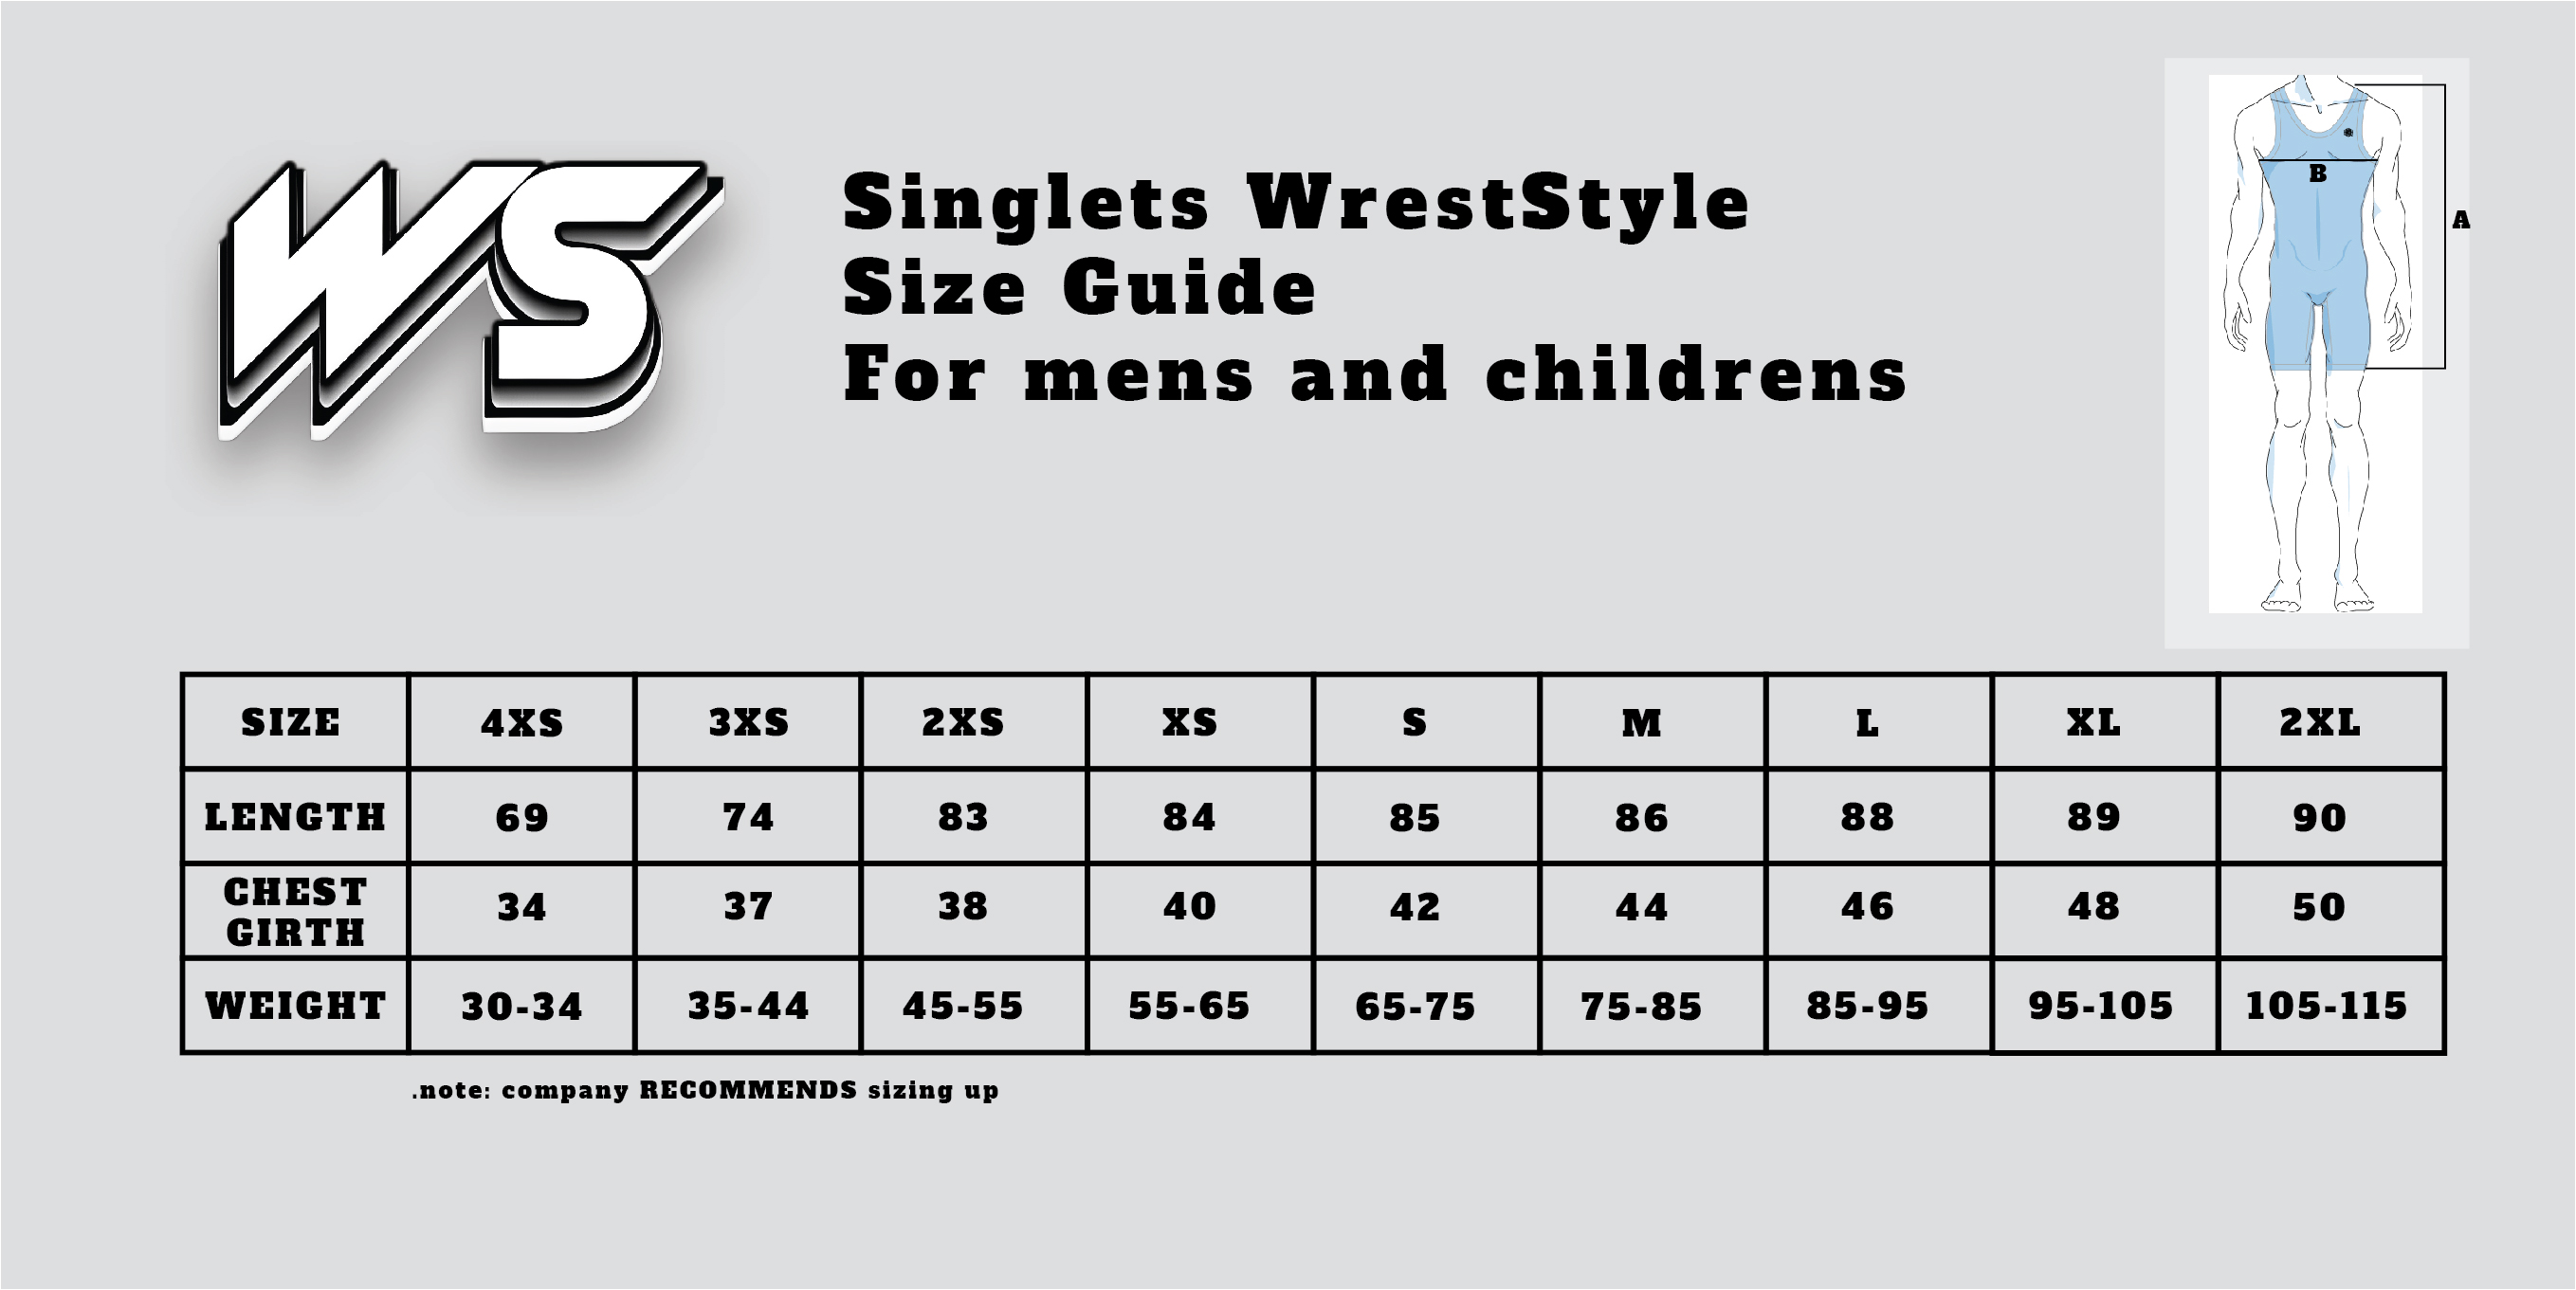 WS
Singlets WrestStyle
Size Guide
For mens and childrens
B
A
SIZE 4XS 3XS 2XS XS S M L XL 2XL
LENGTH 69 74 83 84 85 86 88 89 90
CHEST
GIRTH 34 37 38 40 42 44 46 48 50
WEIGHT 30-34 35-44 45-55 55-65 65-75 75-85 85-95 95-105 105-115
.note: company RECOMMENDS sizing up